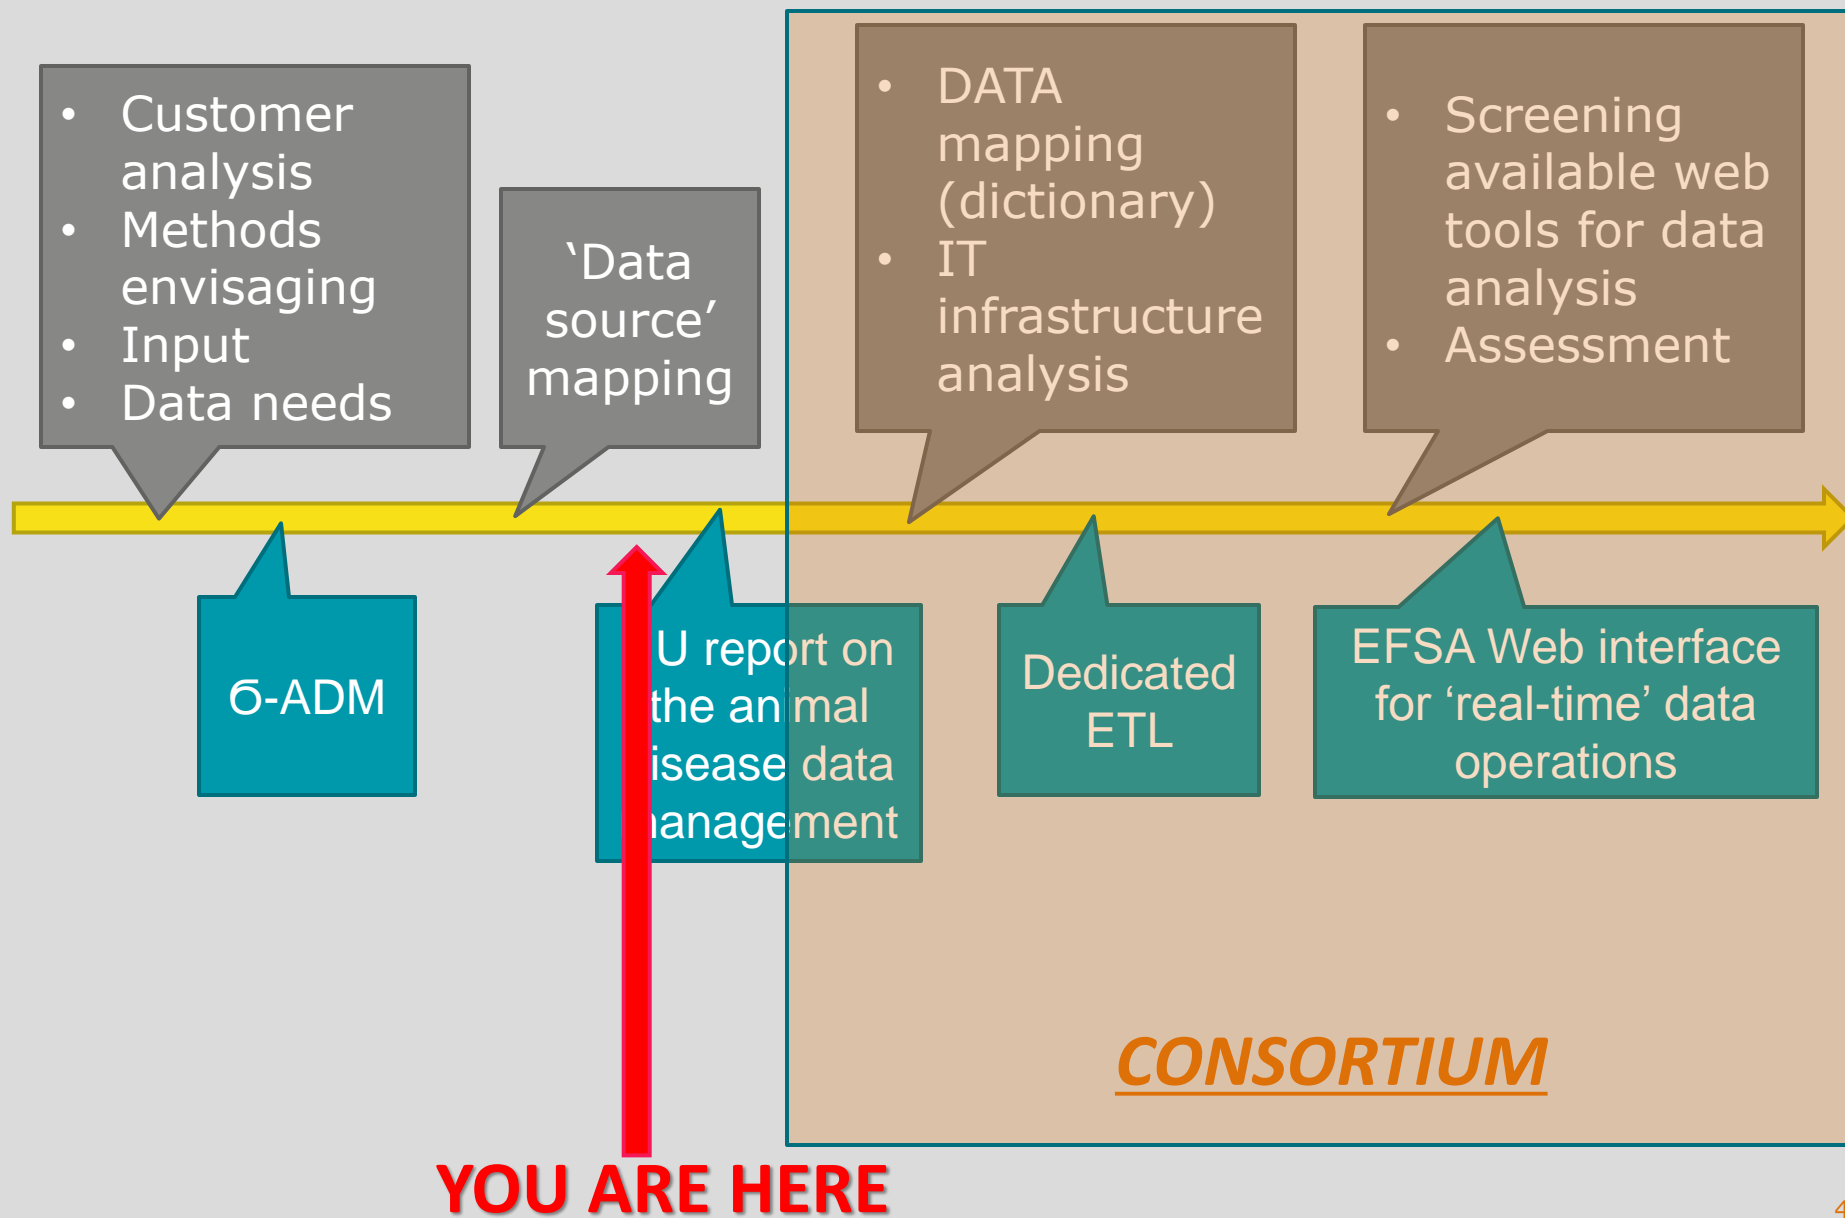 • Customer
analysis
• Methods
envisaging
• Input
• Data needs
‘Data
source’
mapping
• DATA
mapping
(dictionary)
• IT
infrastructure
analysis
• Screening
available web
tools for data
analysis
• Assessment
б-ADM
U report on
the animal
isease data
anagement
Dedicated
ETL
EFSA Web interface
for ‘real-time’ data
operations
CONSORTIUM
YOU ARE HERE